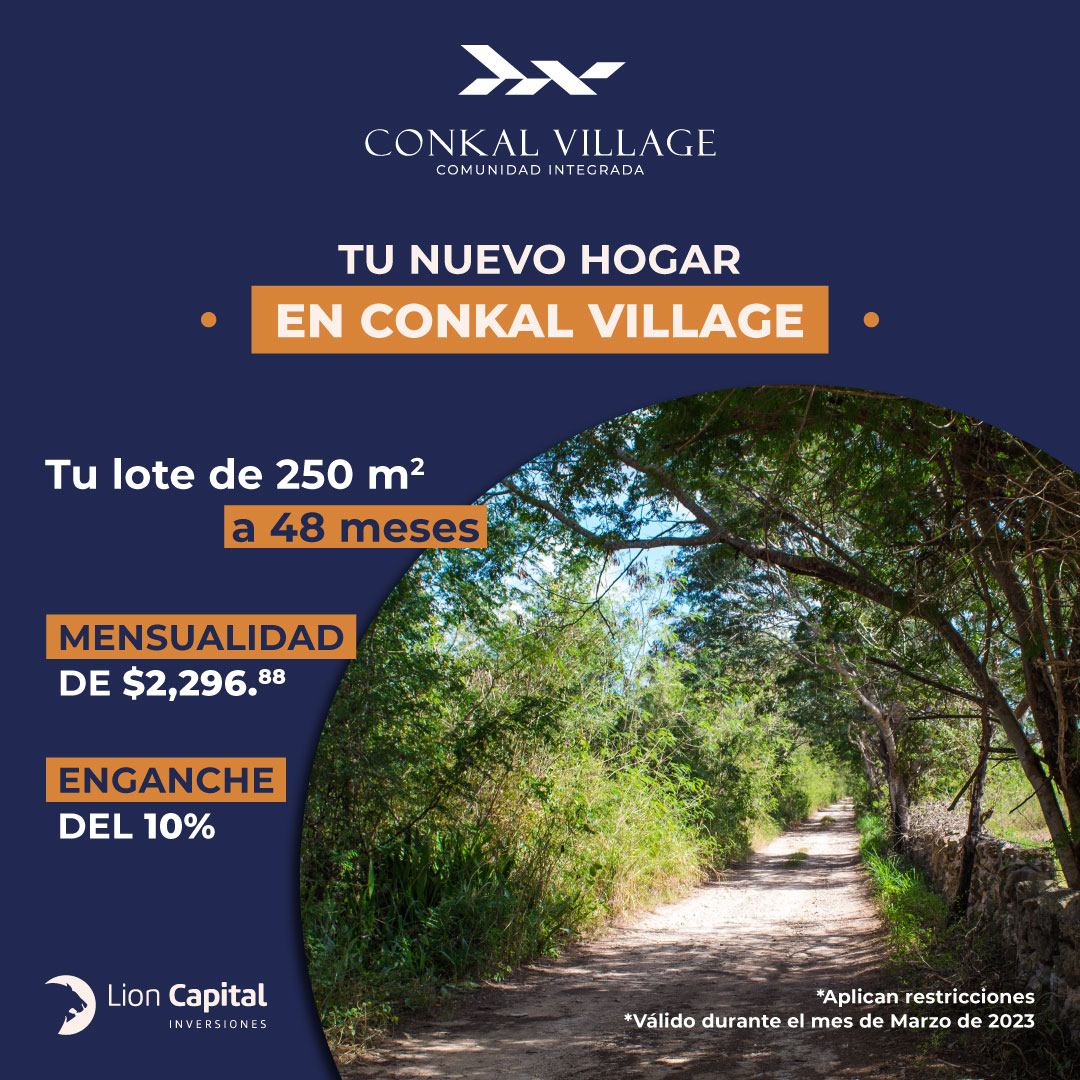 CONKAL VILLAGE
COMUNIDAD INTEGRADA
TU NUEVO HOGAR
EN CONKAL VILLAGE
Tu lote de 250 m²
a 48 meses
MENSUALIDAD
DE $2,296.⁸⁸
ENGANCHE
DEL 10%
Lion Capital
INVERSIONES
*Aplican restricciones
*Válido durante el mes de Marzo de 2023